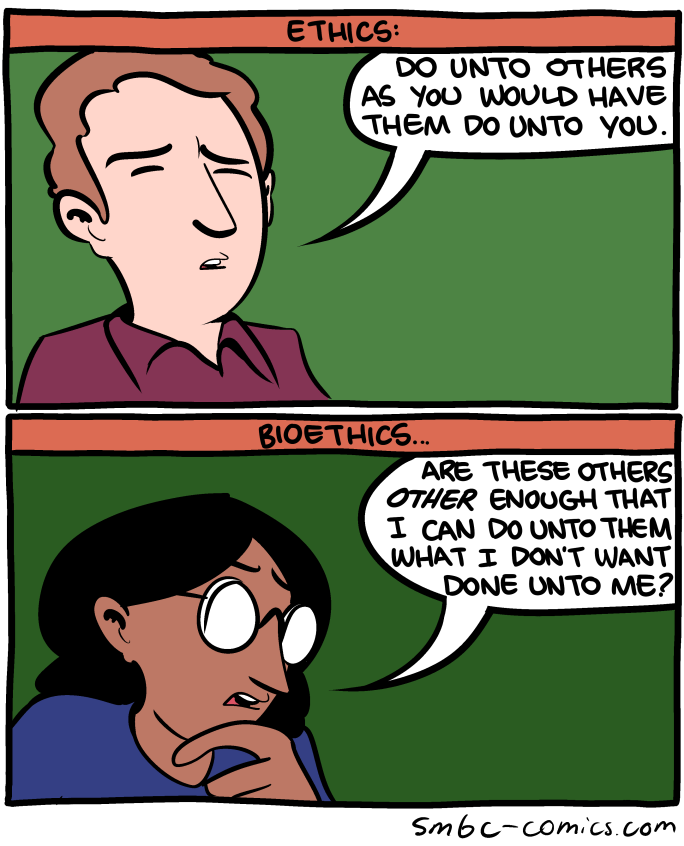 ETHICS:
DO UNTO OTHERS
AS YOU WOULD HAVE
THEM DO UNTO YOU.
BIOETHICS...
ARE THESE OTHERS
OTHER ENOUGH THAT
I CAN DO UNTO THEM
WHAT I DON'T WANT
DONE UNTO ME?
smbc-comics.com